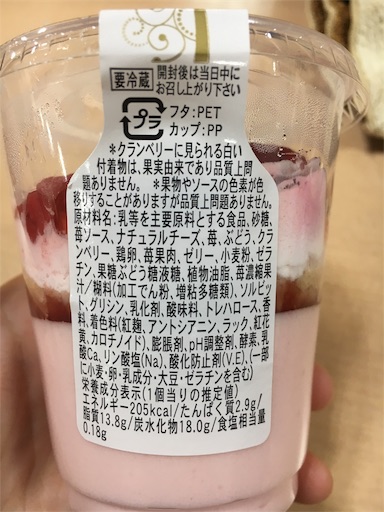 要冷蔵
開封後は当日中に
お召し上がり下さい
プラ
フタ:PET
カップ:PP
*クランベリーに見られる白い
付着物は、果実由来であり品質上問
題ありません。*果物やソースの色素が色
移りすることがありますが品質上問題ありません。
原材料名:乳等を主要原料とする食品、砂糖、
苺ソース、ナチュラルチーズ、苺、ぶどう、クラ
ンベリー、鶏卵、苺果肉、ゼリー、小麦粉、ゼラ
チン、果糖ぶどう糖液糖、植物油脂、苺濃縮果
汁/糊料(加工でん粉、増粘多糖類)、ソルビッ
ト、グリシン、乳化剤、酸味料、トレハロース、香
料、着色料(紅麹、アントシアニン、ラック、紅花
黄、カロチノイド)、膨脹剤、pH調整剤、酵素、乳
酸Ca、リン酸塩(Na)、酸化防止剤(V.E)、(一部
に小麦・卵・乳成分・大豆・ゼラチンを含む)
栄養成分表示(1個当りの推定値)
エネルギー205kcal/たんぱく質2.9g/
脂質13.8g/炭水化物18.0g/食塩相当量
0.18g